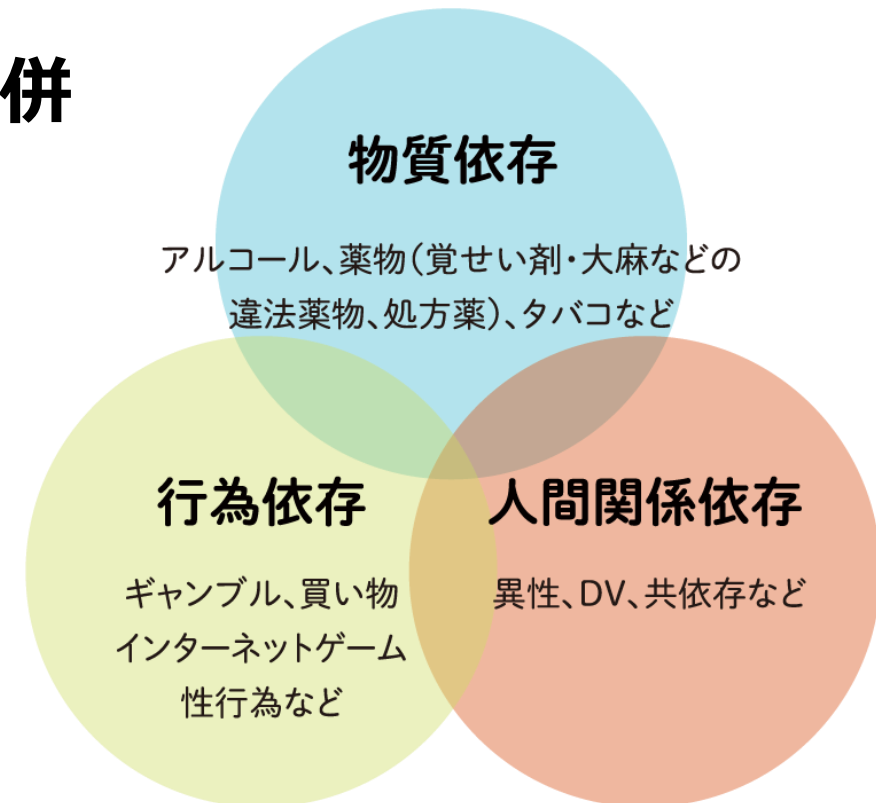 併
物質依存
アルコール、薬物(覚せい剤・大麻などの
違法薬物、処方薬)、タバコなど
行為依存
ギャンブル、買い物
インターネットゲーム
性行為など
人間関係依存
異性、DV、共依存など